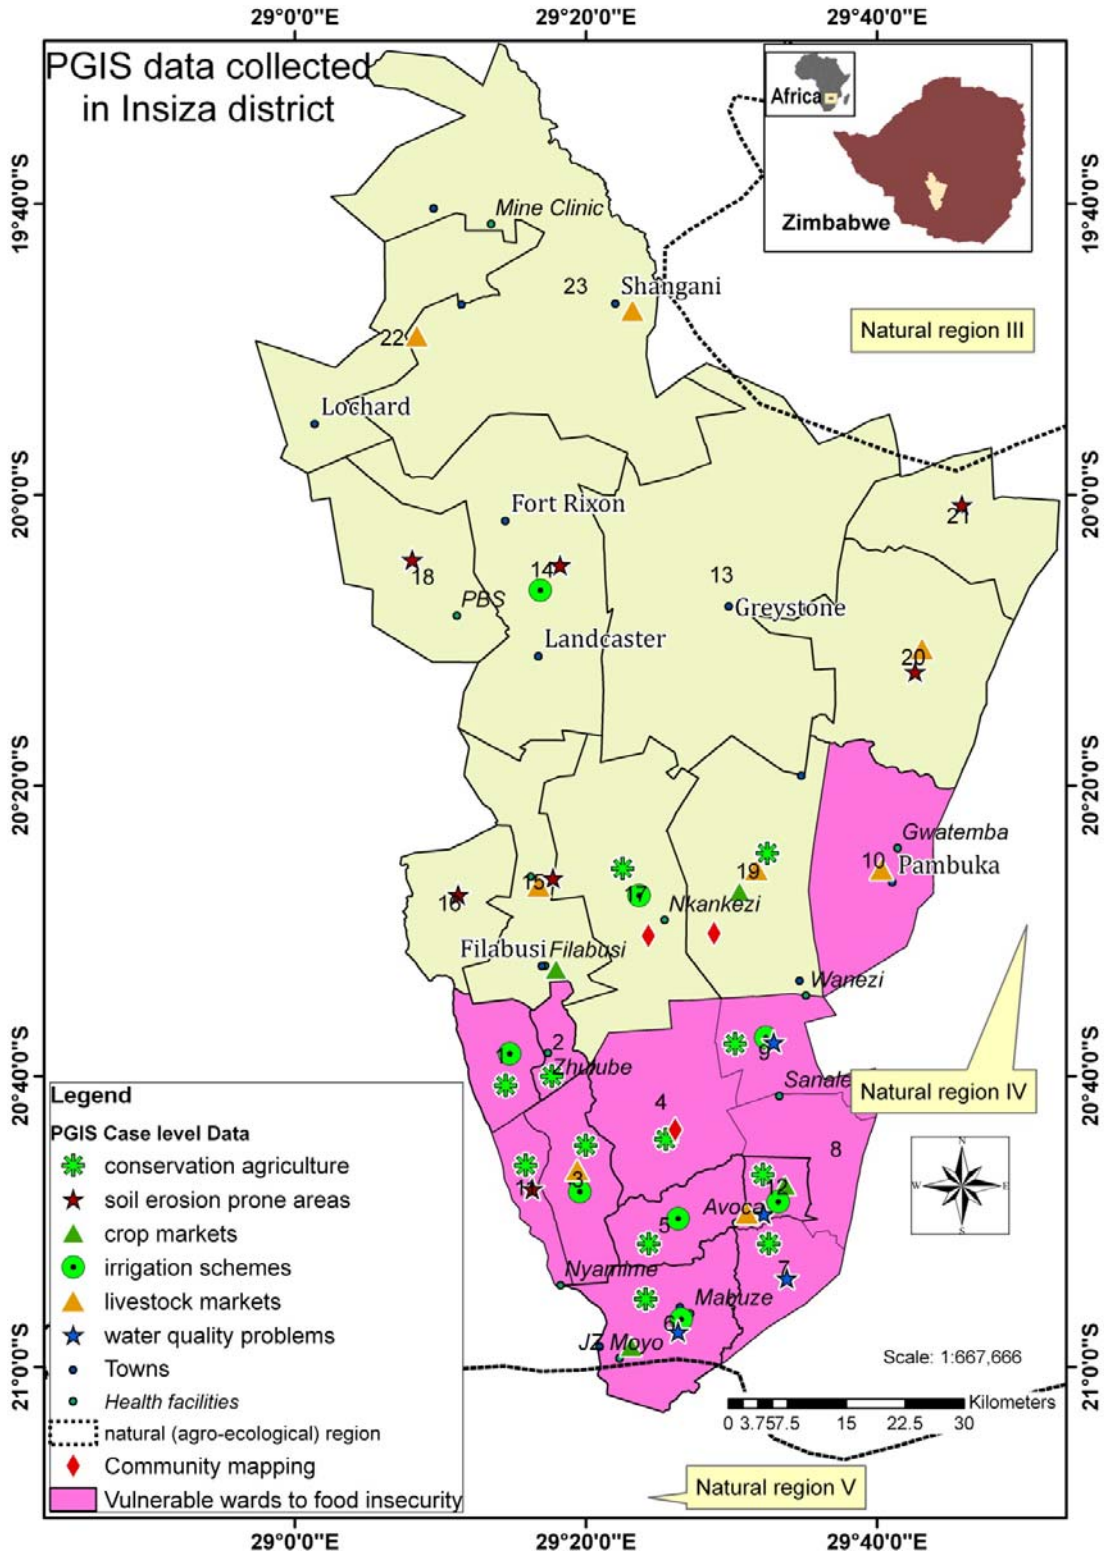 29°0'0"E
29°20'0"E
29°40'0"E
PGIS data collected
in Insiza district
Africa
Zimbabwe
19°40'0"S
19°40'0"S
Mine Clinic
23
Shangani
22
Natural region III
Lochard
20°0'0"S
20°0'0"S
Fort Rixon
21
18
14
13
PBS
Greystone
Landcaster
20
20°20'0"S
20°20'0"S
Gwatemba
10
Pambuka
19
15
17
16
Nkankezi
Filabusi
Filabusi
Wanezi
1
2
9
Zhulube
20°40'0"S
20°40'0"S
Natural region IV
4
8
N
W
E
S
11
3
12
5
Avoca
7
Nyamime
Mabuze
6
JZ Moyo
21°0'0"S
21°0'0"S
Scale: 1:667,666
Kilometers
0 3.75 7.5 15 22.5 30
Natural region V
Legend
PGIS Case level Data
conservation agriculture
soil erosion prone areas
crop markets
irrigation schemes
livestock markets
water quality problems
Towns
Health facilities
natural (agro-ecological) region
Community mapping
Vulnerable wards to food insecurity
29°0'0"E
29°20'0"E
29°40'0"E